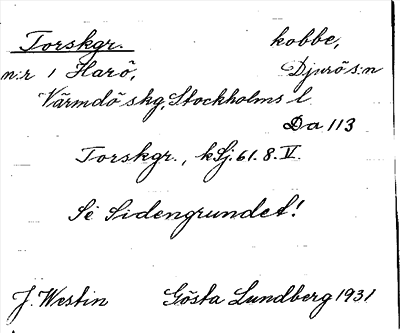 Torskgr. kobbe,
n:r 1 Harö, Djurö s:n
Värmdö skg, Stockholms l
Da 113
Torskgr., kSj. 61. 8. V.
Se Sidengrundet!
J. Westin Gösta Lundberg 1931